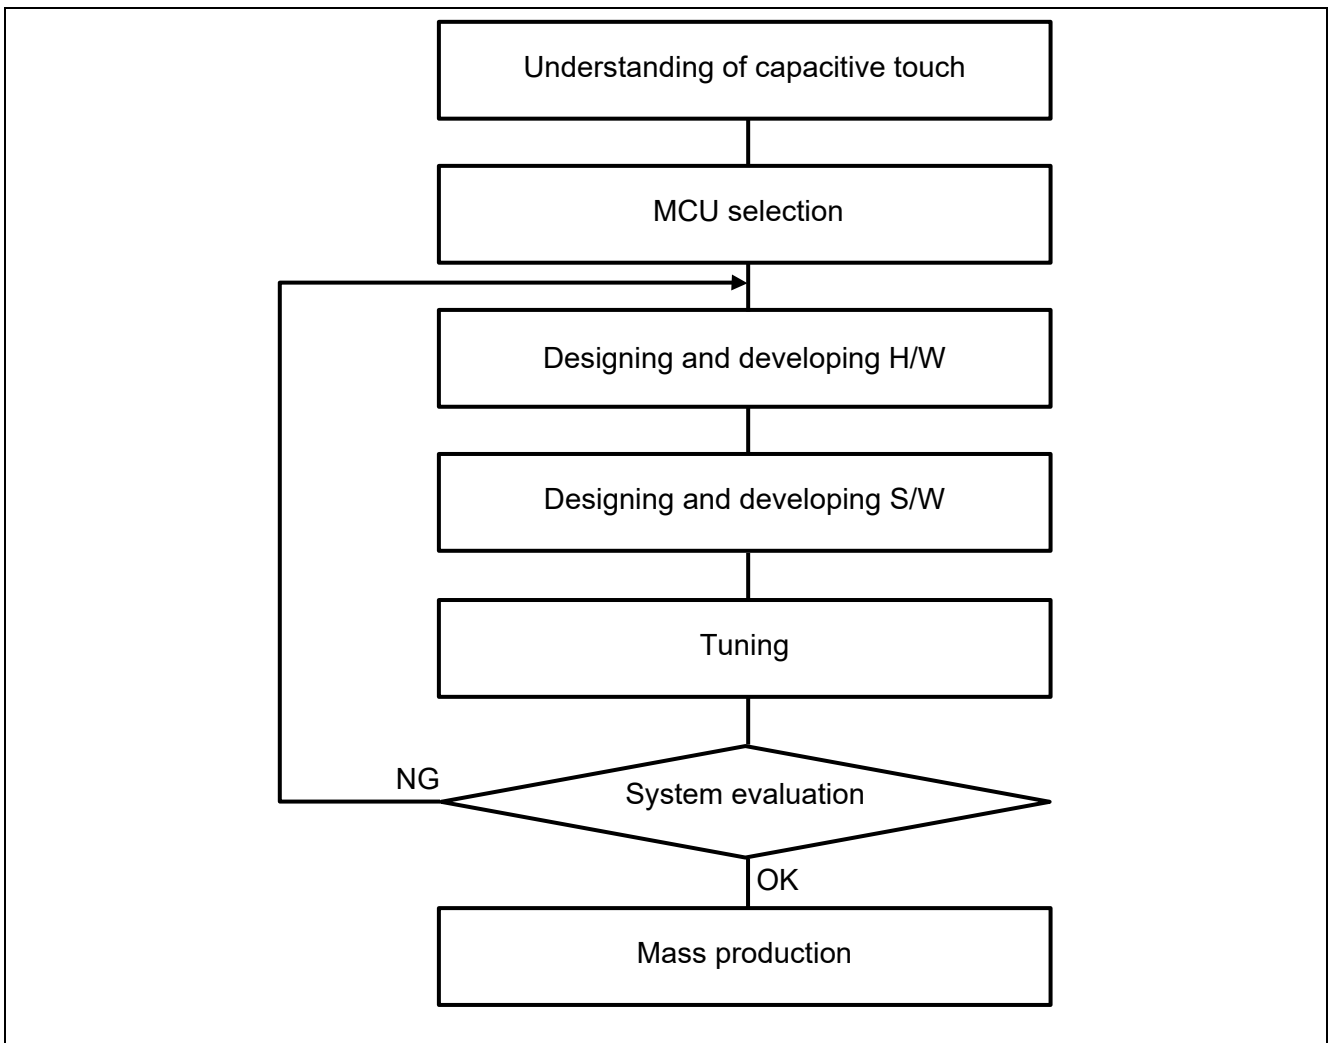 Understanding of capacitive touch
MCU selection
Designing and developing H/W
Designing and developing S/W
Tuning
NG
System evaluation
OK
Mass production